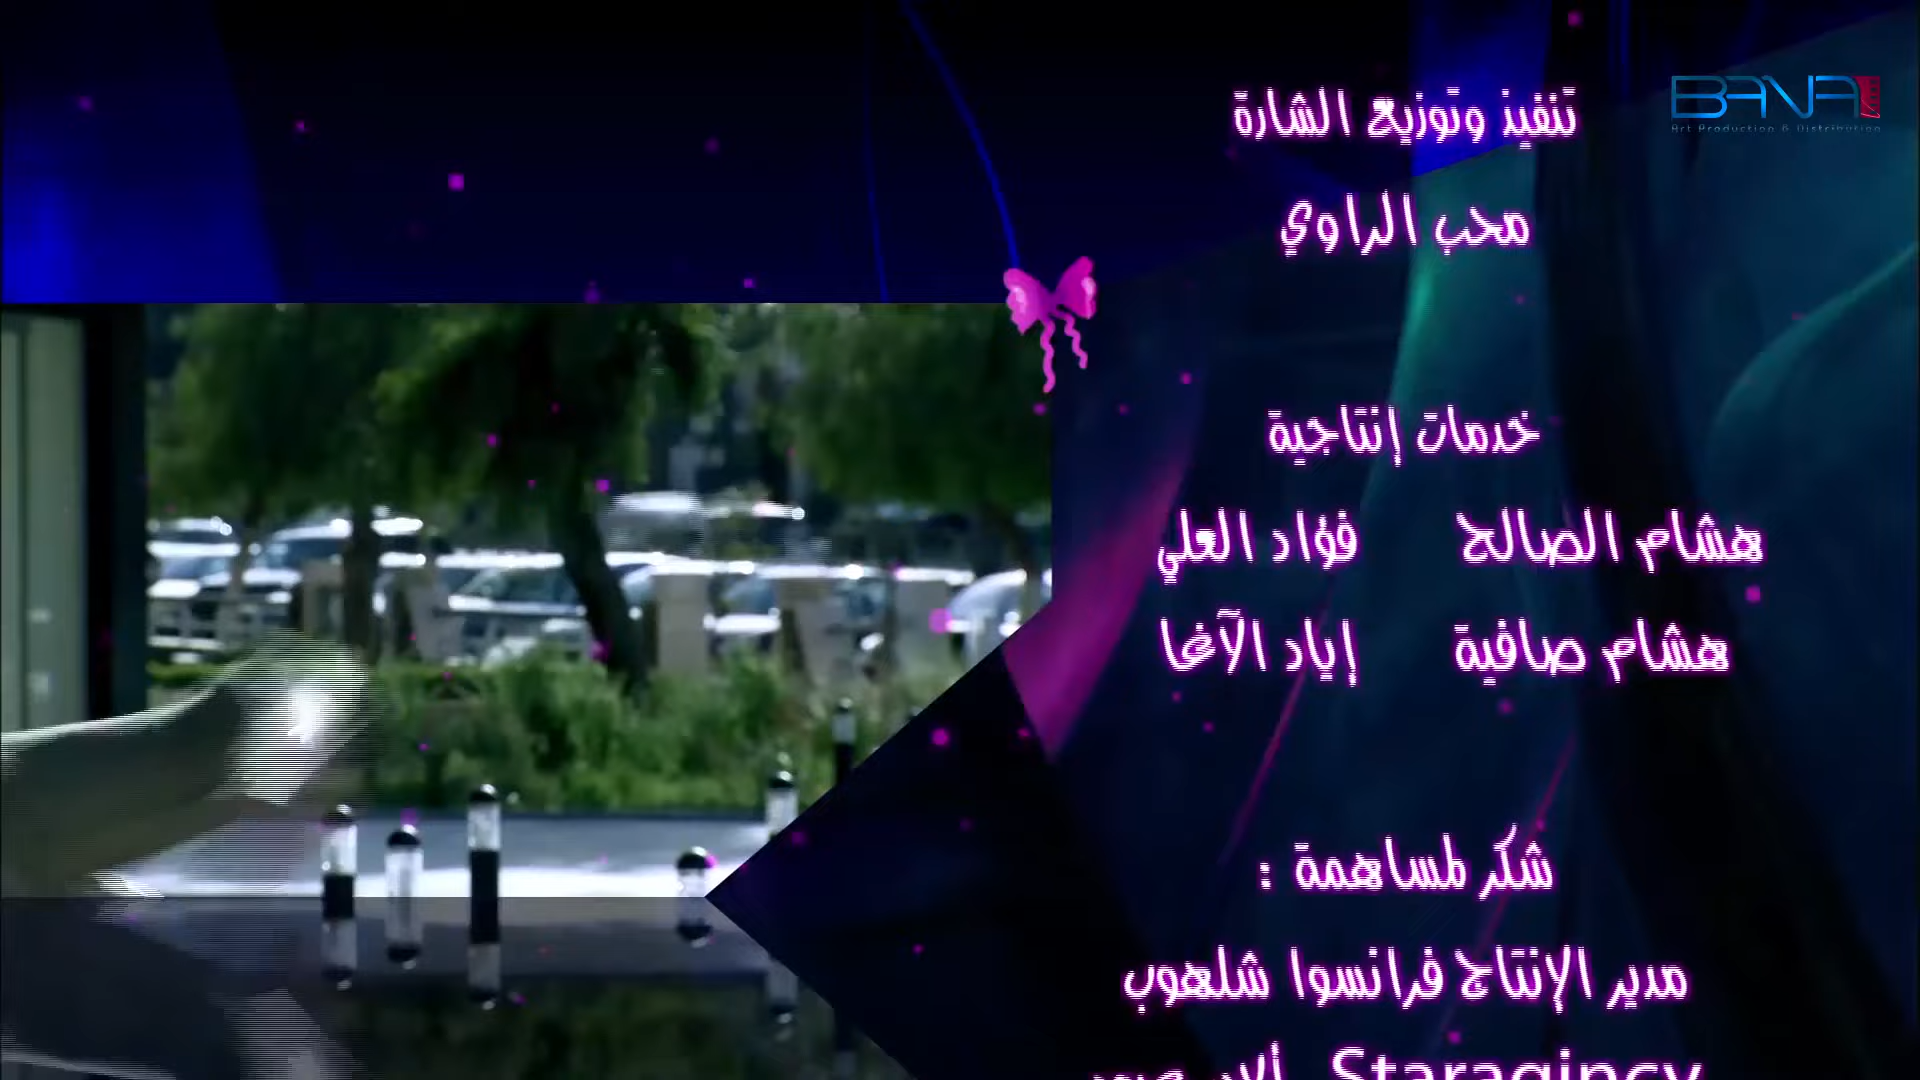 BANA
Art Production & Distribution
تنفيذ وتوزيع الشارة
محب الراوي
خدمات إنتاجية
هشام الصالح فؤاد العلي
هشام صافية إياد الآغا
شكر لمساهمة :
مدير الإنتاج فرانسوا شلهوب
Staragincy